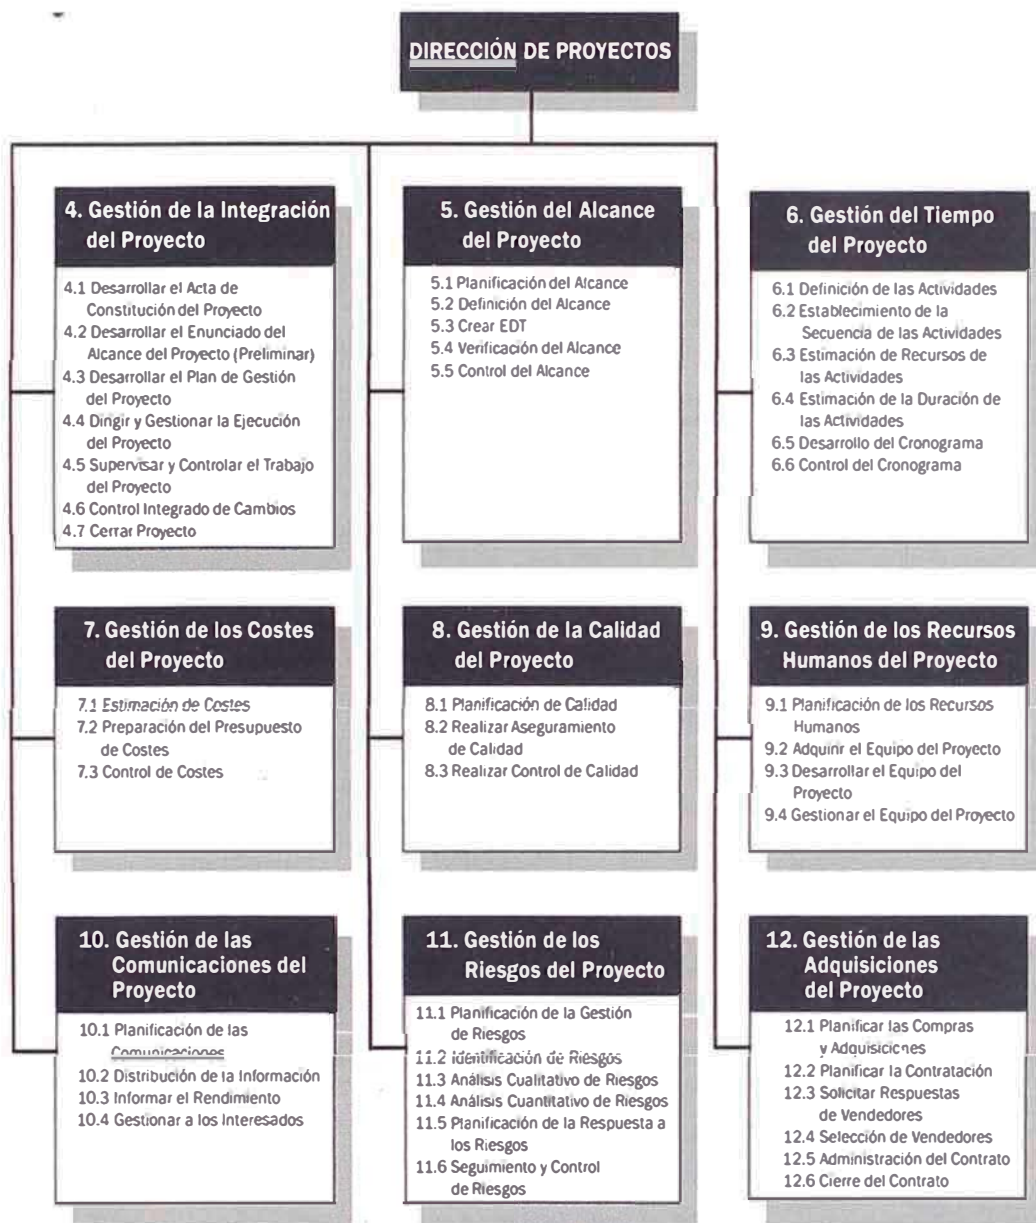 DIRECCIÓN DE PROYECTOS
4. Gestión de la Integración
del Proyecto
4.1 Desarrollar el Acta de
Constitución del Proyecto
4.2 Desarrollar el Enunciado del
Alcance del Proyecto (Preliminar)
4.3 Desarrollar el Plan de Gestión
del Proyecto
4.4 Dirigir y Gestionar la Ejecución
del Proyecto
4.5 Supervisar y Controlar el Trabajo
del Proyecto
4.6 Control Integrado de Cambios
4.7 Cerrar Proyecto
5. Gestión del Alcance
del Proyecto
5.1 Planificación del Alcance
5.2 Definición del Alcance
5.3 Crear EDT
5.4 Verificación del Alcance
5.5 Control del Alcance
6. Gestión del Tiempo
del Proyecto
6.1 Definición de las Actividades
6.2 Establecimiento de la
Secuencia de las Actividades
6.3 Estimación de Recursos de
las Actividades
6.4 Estimación de la Duración de
las Actividades
6.5 Desarrollo del Cronograma
6.6 Control del Cronograma
7. Gestión de los Costes
del Proyecto
7.1 Estimación de Costes
7.2 Preparación del Presupuesto
de Costes
7.3 Control de Costes
8. Gestión de la Calidad
del Proyecto
8.1 Planificación de Calidad
8.2 Realizar Aseguramiento
de Calidad
8.3 Realizar Control de Calidad
9. Gestión de los Recursos
Humanos del Proyecto
9.1 Planificación de los Recursos
Humanos
9.2 Adquirir el Equipo del Proyecto
9.3 Desarrollar el Equipo del
Proyecto
9.4 Gestionar el Equipo del Proyecto
10. Gestión de las
Comunicaciones del
Proyecto
10.1 Planificación de las
Comunicaciones
10.2 Distribución de la Información
10.3 Informar el Rendimiento
10.4 Gestionar a los Interesados
11. Gestión de los
Riesgos del Proyecto
11.1 Planificación de la Gestión
de Riesgos
11.2 Identificación de Riesgos
11.3 Análisis Cualitativo de Riesgos
11.4 Análisis Cuantitativo de Riesgos
11.5 Planificación de la Respuesta a
los Riesgos
11.6 Seguimiento y Control
de Riesgos
12. Gestión de las
Adquisiciones
del Proyecto
12.1 Planificar las Compras
y Adquisiciones
12.2 Planificar la Contratación
12.3 Solicitar Respuestas
de Vendedores
12.4 Selección de Vendedores
12.5 Administración del Contrato
12.6 Cierre del Contrato